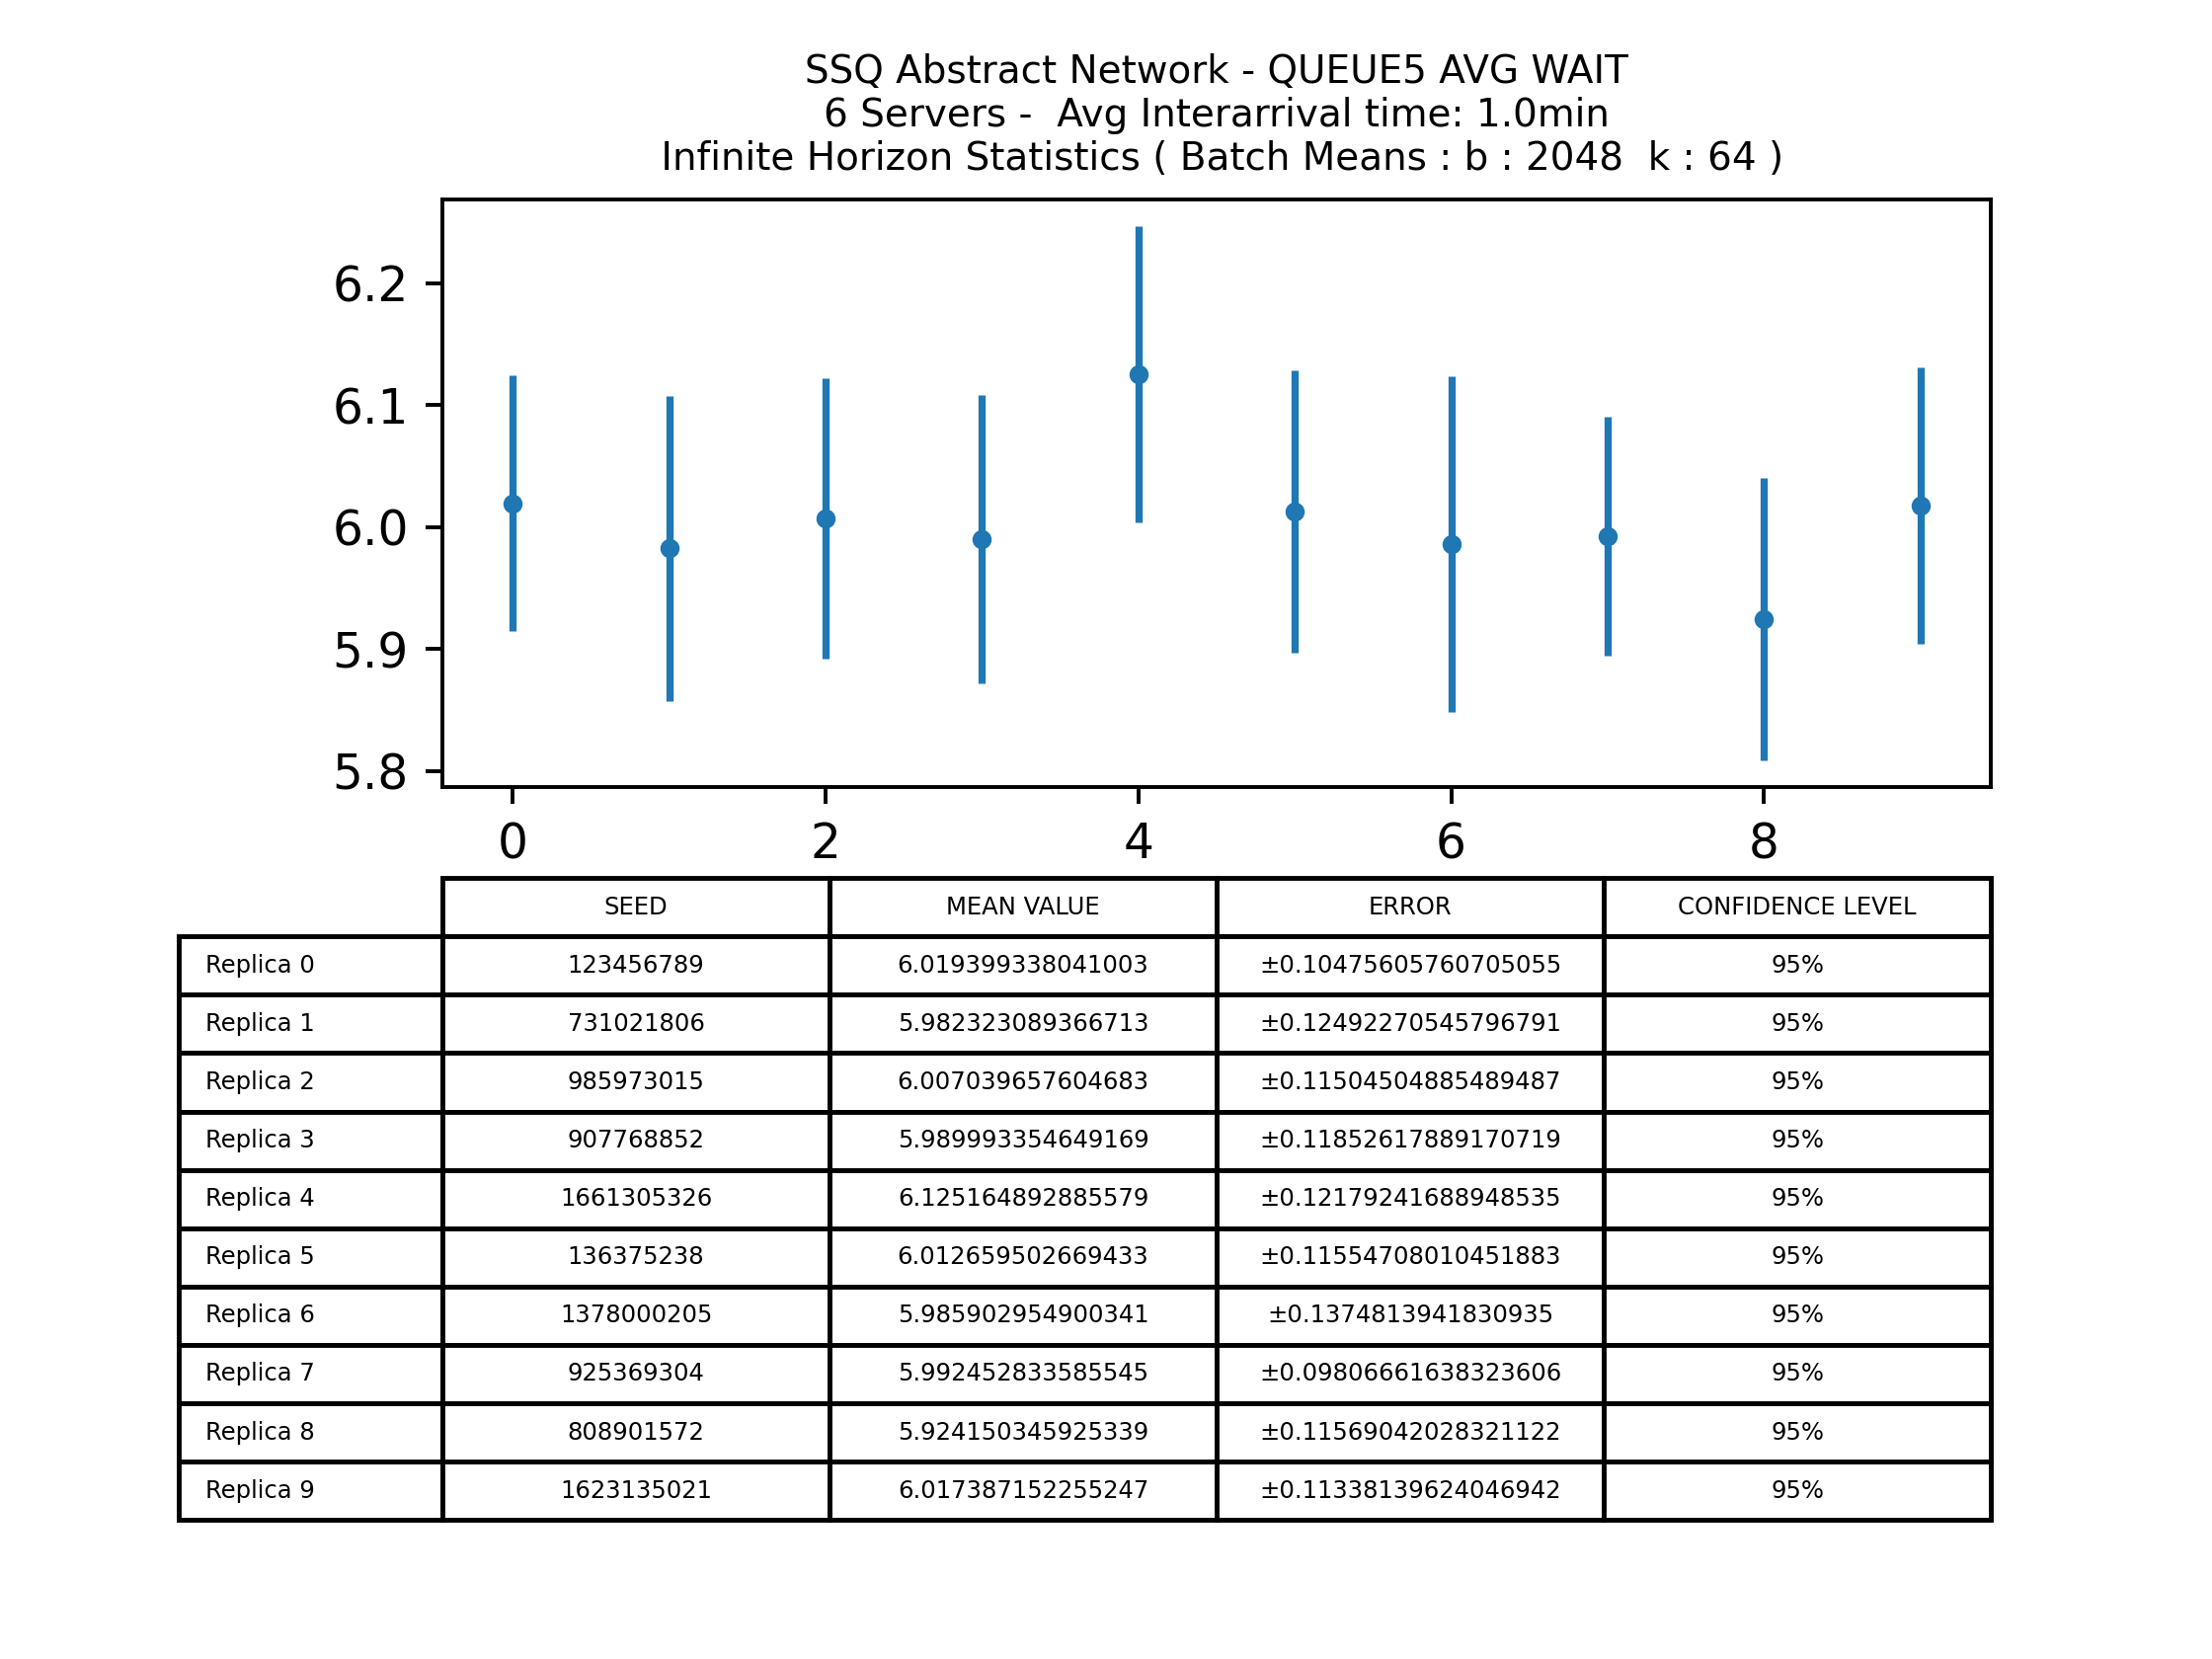 SSQ Abstract Network - QUEUE5 AVG WAIT
6 Servers -  Avg Interarrival time: 1.0min
Infinite Horizon Statistics ( Batch Means : b : 2048  k : 64 )
6.2
6.1
6.0
5.9
5.8
0 2 4 6 8
SEED MEAN VALUE ERROR CONFIDENCE LEVEL
Replica 0 123456789 6.019399338041003 ±0.10475605760705055 95%
Replica 1 731021806 5.982323089366713 ±0.12492270545796791 95%
Replica 2 985973015 6.007039657604683 ±0.11504504885489487 95%
Replica 3 907768852 5.989993354649169 ±0.11852617889170719 95%
Replica 4 1661305326 6.125164892885579 ±0.12179241688948535 95%
Replica 5 136375238 6.012659502669433 ±0.11554708010451883 95%
Replica 6 1378000205 5.985902954900341 ±0.1374813941830935 95%
Replica 7 925369304 5.992452833585545 ±0.09806661638323606 95%
Replica 8 808901572 5.924150345925339 ±0.11569042028321122 95%
Replica 9 1623135021 6.017387152255247 ±0.11338139624046942 95%